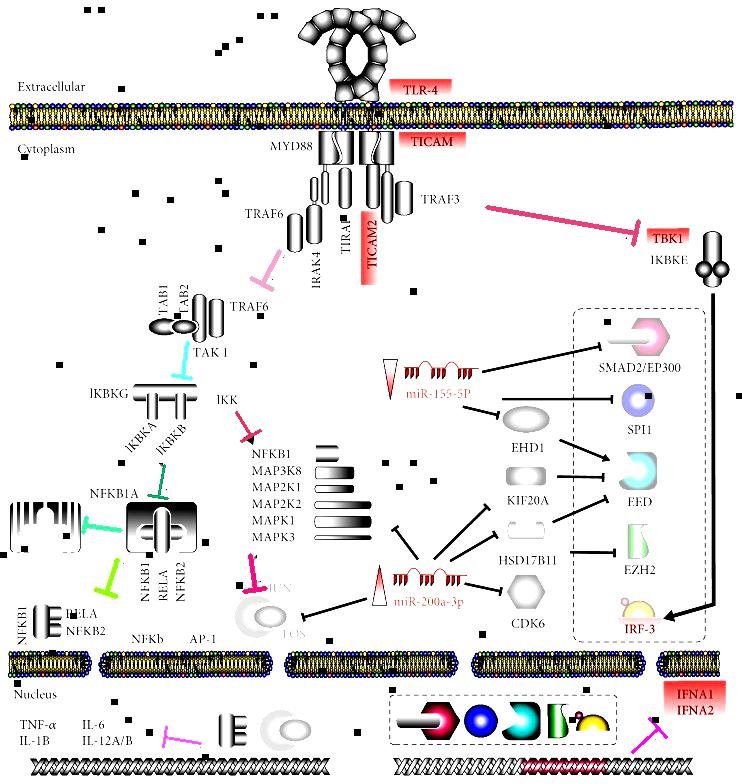 Extracellular
TLR-4
Cytoplasm
MYD88
TICAM
TRAF6
TRAF3
IRAK4
TIRAP
TICAM2
TBK1
IKBKE
TAB1
TAB2
TRAF6
TAK 1
IKBKG
IKK
IKBKA
IKBKB
miR-155-5P
SMAD2/EP300
SPI1
EHD1
EED
KIF20A
HSD17B11
EZH2
CDK6
IRF-3
NFKB1
MAP3K8
MAP2K1
MAP2K2
MAPK1
MAPK3
NFKB1A
NFKB1
RELA
NFKB2
miR-200a-3p
JUN
FOS
NFKB1
RELA
NFKB2
NFKb
AP-1
Nucleus
IFNA1
IFNA2
TNF-α
IL-6
IL-1B
IL-12A/B